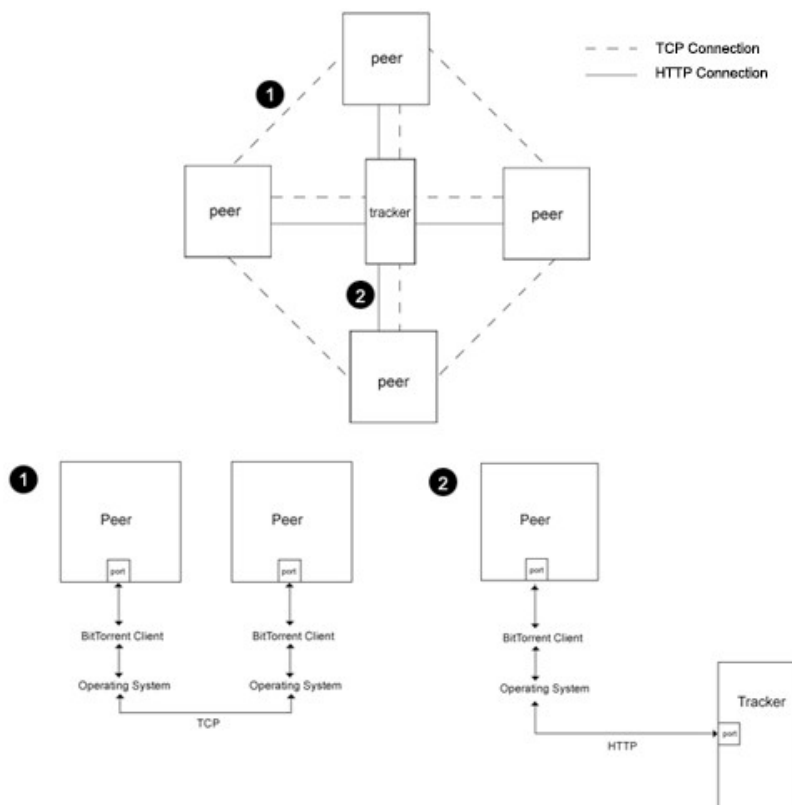 peer
TCP Connection
HTTP Connection
1
peer
tracker
peer
2
peer
1
Peer
Peer
port
port
BitTorrent Client
BitTorrent Client
Operating System
Operating System
TCP
2
Peer
port
BitTorrent Client
Operating System
HTTP
Tracker
port